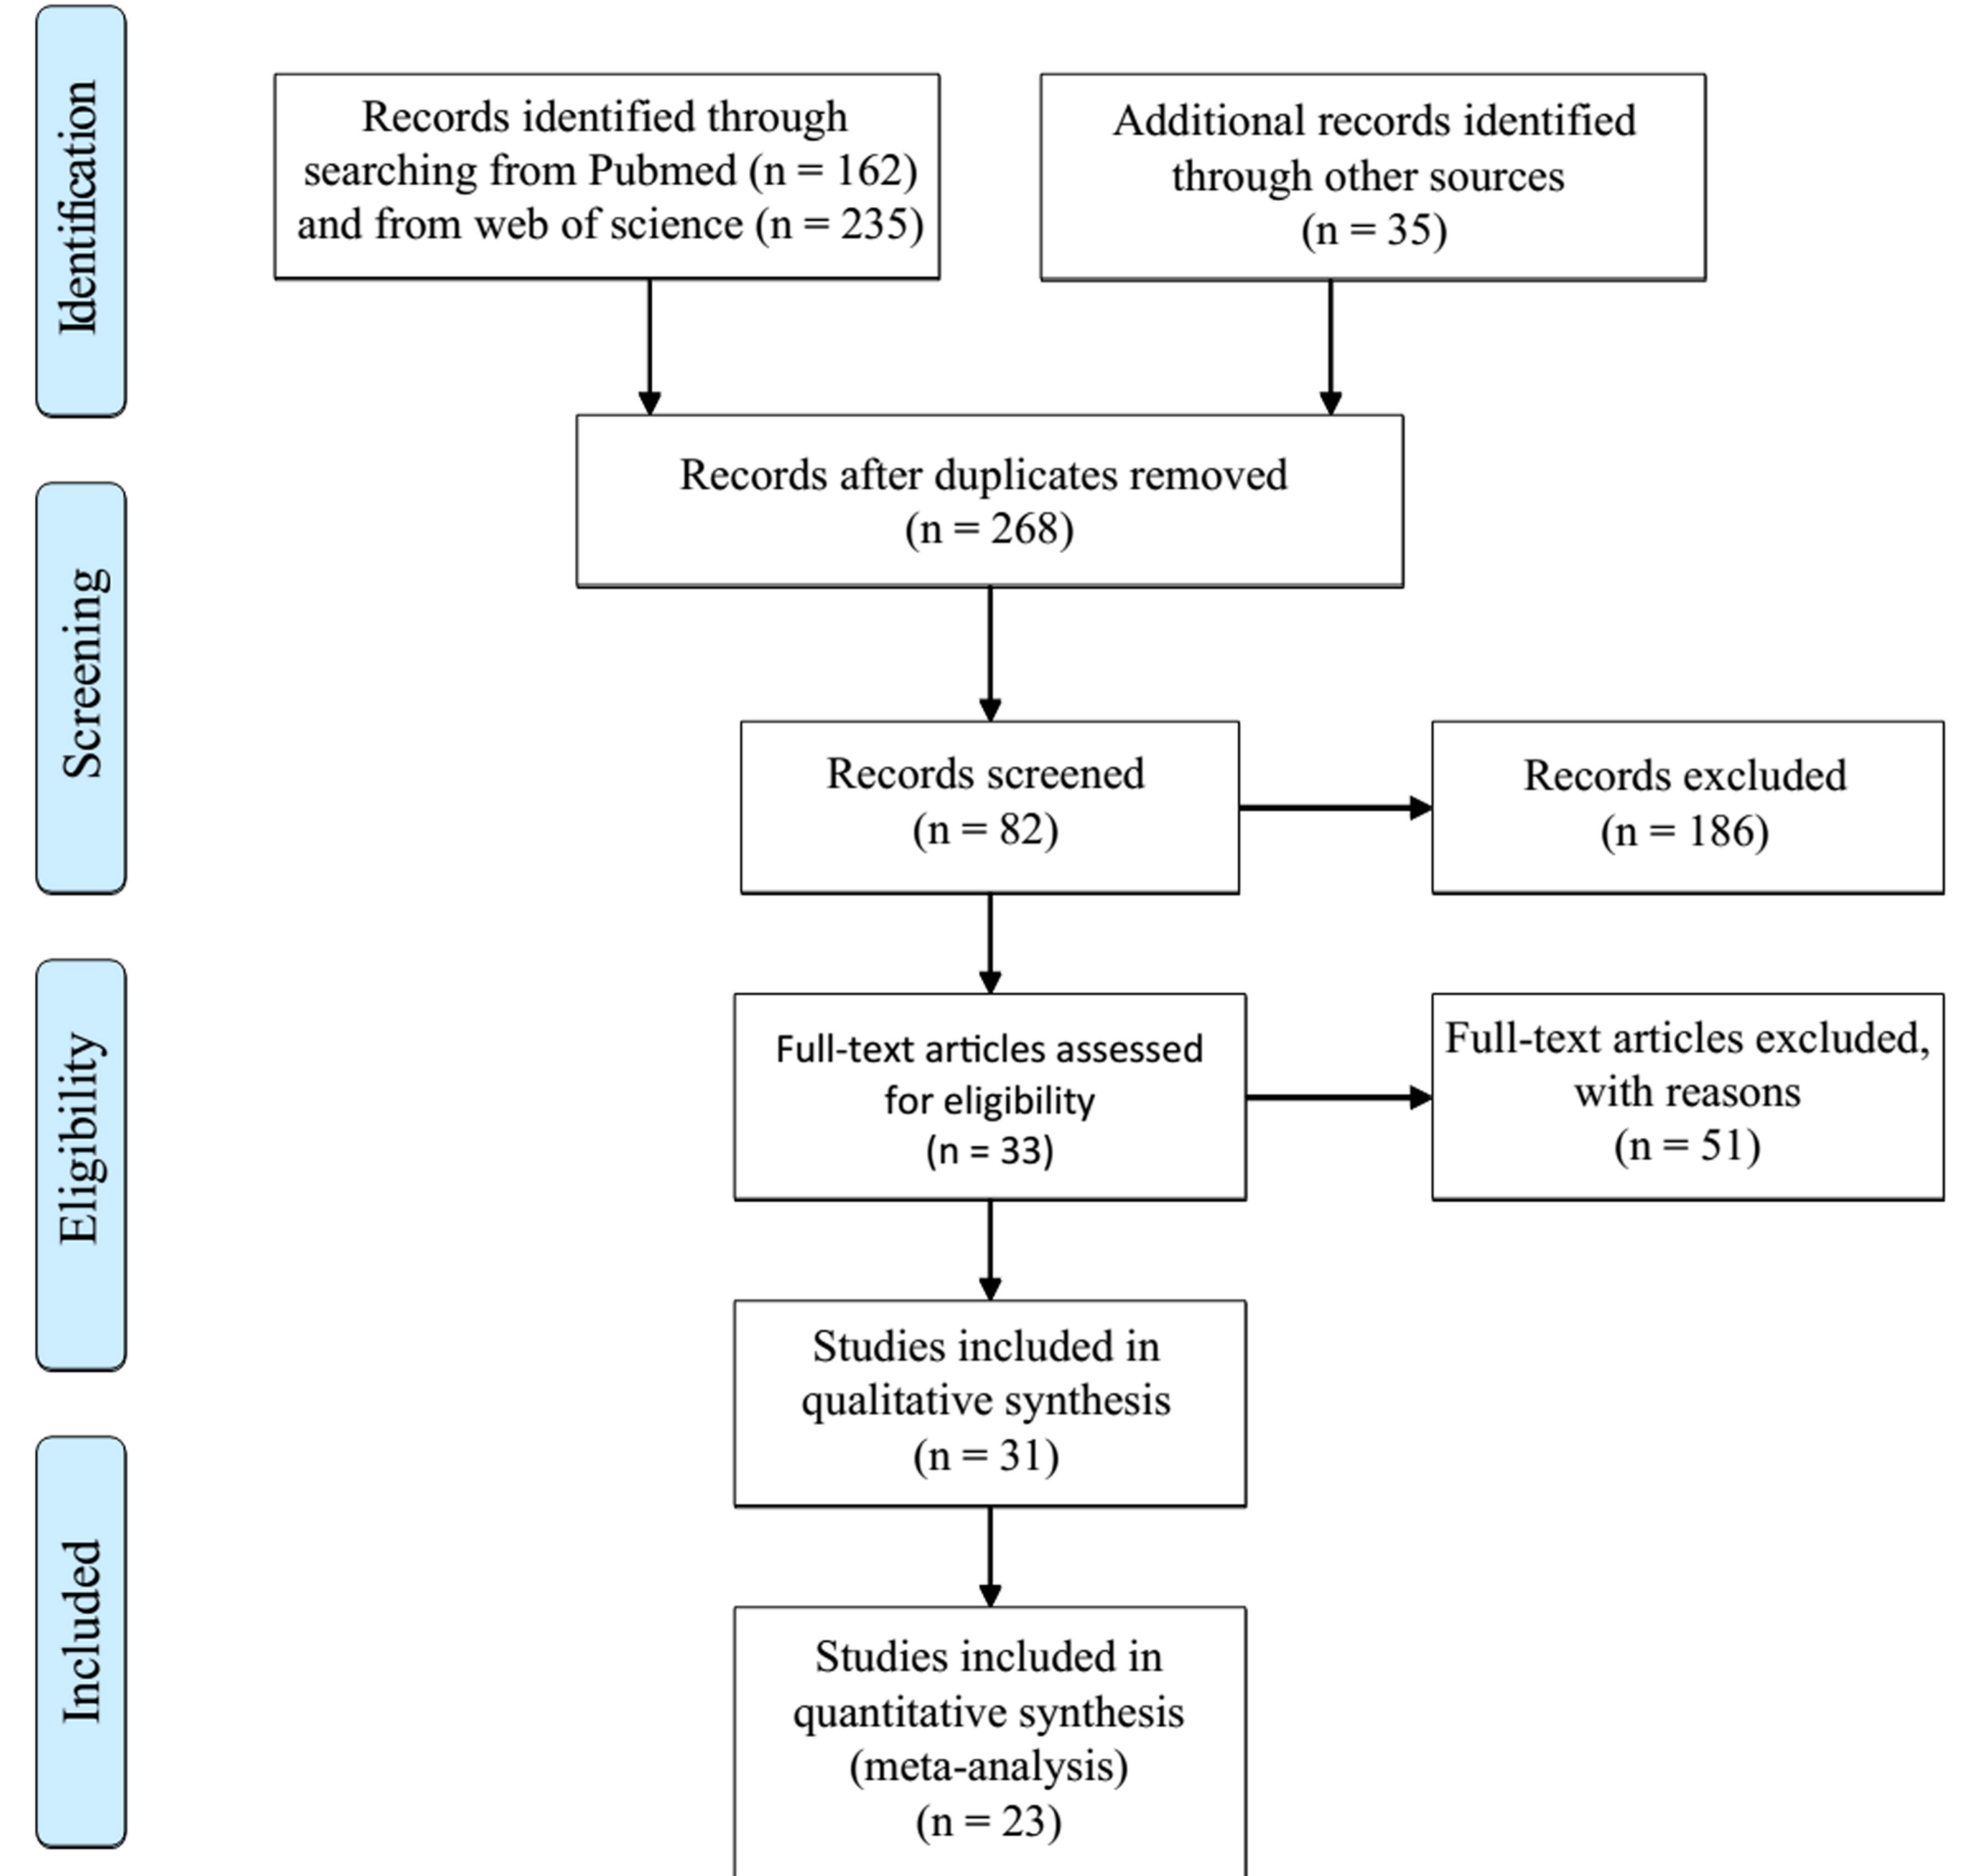 Identification
Records identified through
searching from Pubmed (n = 162)
and from web of science (n = 235)
Additional records identified
through other sources
(n = 35)
Records after duplicates removed
(n = 268)
Screening
Records screened
(n = 82)
Records excluded
(n = 186)
Eligibility
Full-text articles assessed
for eligibility
(n = 33)
Full-text articles excluded,
with reasons
(n = 51)
Studies included in
qualitative synthesis
(n = 31)
Included
Studies included in
quantitative synthesis
(meta-analysis)
(n = 23)